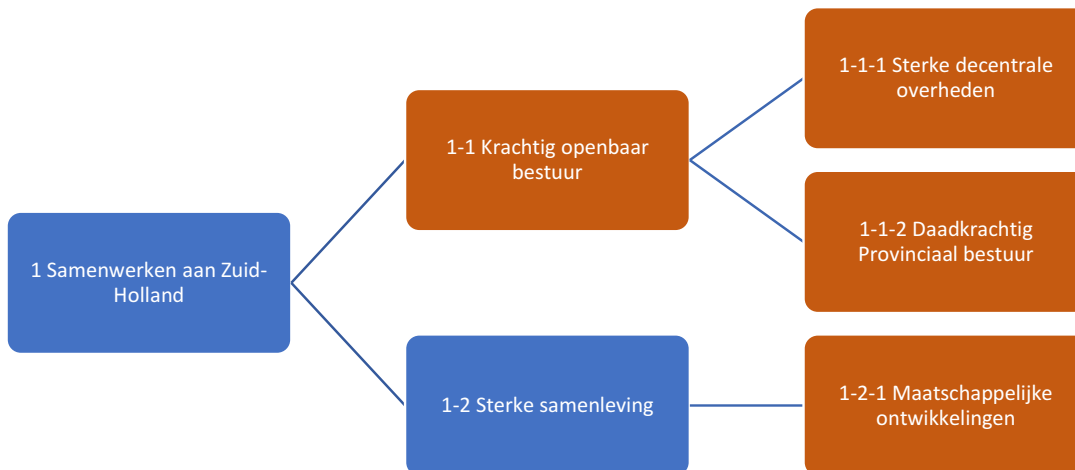 1 Samenwerken aan Zuid-
Holland
1-1 Krachtig openbaar
bestuur
1-1-1 Sterke decentrale
overheden
1-1-2 Daadkrachtig
Provinciaal bestuur
1-2 Sterke samenleving
1-2-1 Maatschappelijke
ontwikkelingen